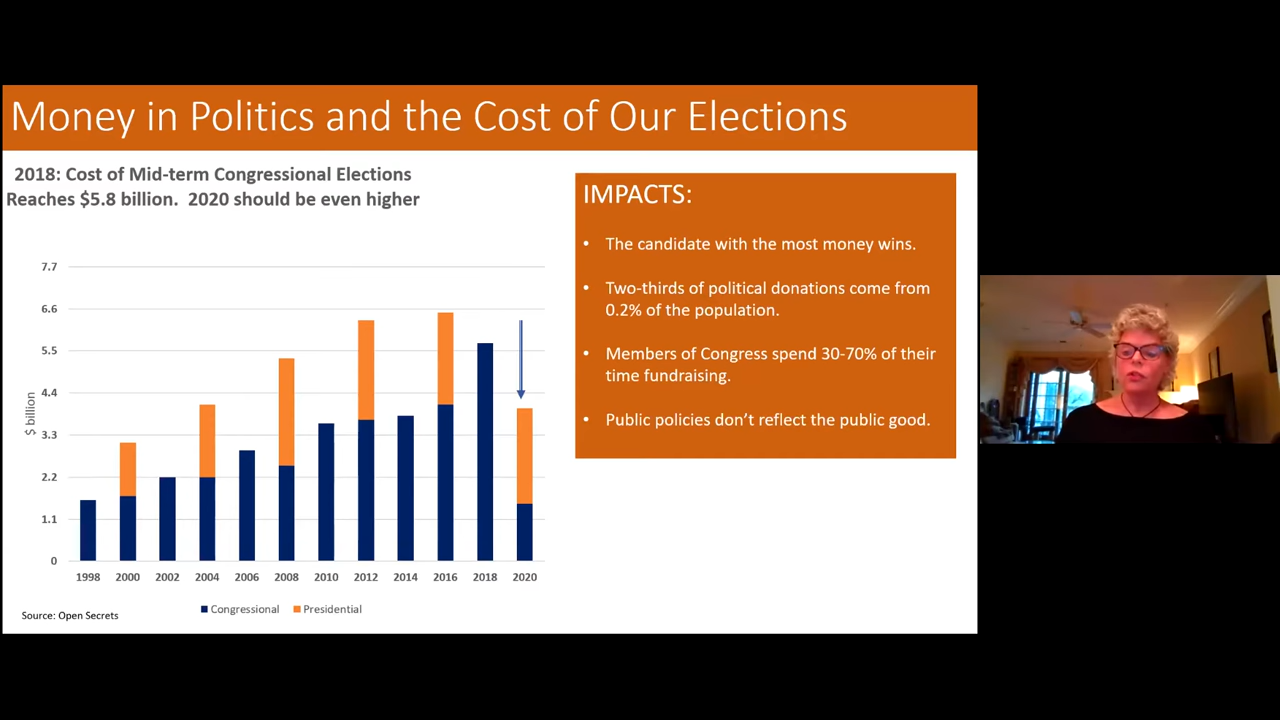 Money in Politics and the Cost of Our Elections
2018: Cost of Mid-term Congressional Elections
Reaches $5.8 billion.  2020 should be even higher
7.7
6.6
5.5
4.4
3.3
2.2
1.1
0
$ billion
1998 2000 2002 2004 2006 2008 2010 2012 2014 2016 2018 2020
Congressional Presidential
Source: Open Secrets
IMPACTS:
• The candidate with the most money wins.
• Two-thirds of political donations come from
0.2% of the population.
• Members of Congress spend 30-70% of their
time fundraising.
• Public policies don’t reflect the public good.